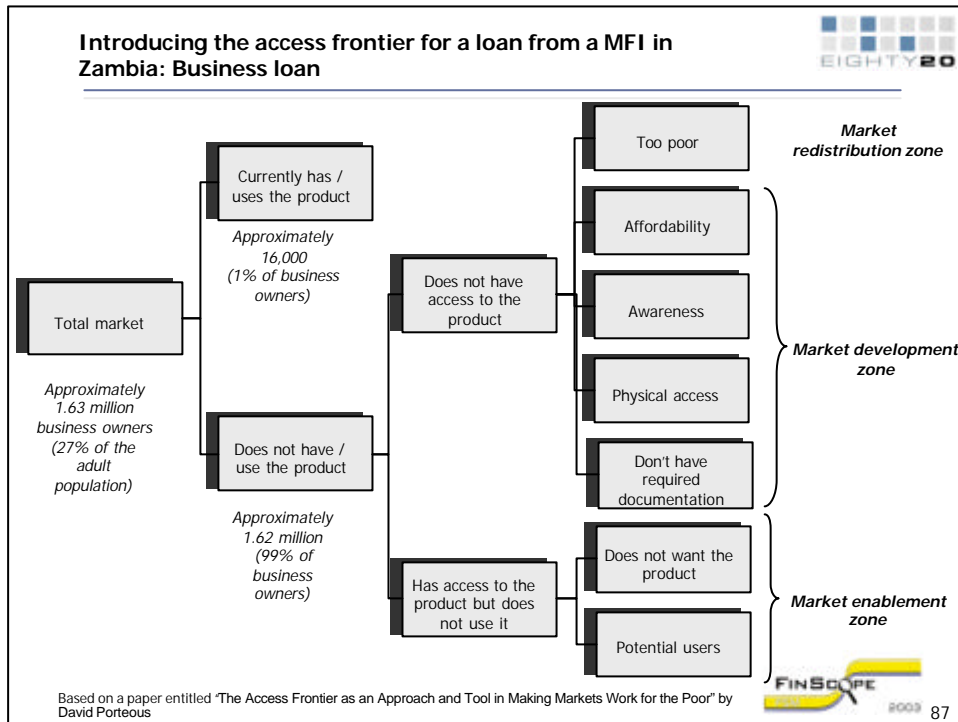 Introducing the access frontier for a loan from a MFI in
Zambia: Business loan
EIGHTY20
Total market
Approximately
1.63 million
business owners
(27% of the
adult
population)
Currently has /
uses the product
Approximately
16,000
(1% of business
owners)
Does not have /
use the product
Approximately
1.62 million
(99% of
business
owners)
Does not have
access to the
product
Has access to the
product but does
not use it
Too poor
Affordability
Awareness
Physical access
Don't have
required
documentation
Does not want the
product
Potential users
Market
redistribution zone
Market development
zone
Market enablement
zone
Based on a paper entitled "The Access Frontier as an Approach and Tool in Making Markets Work for the Poor" by
David Porteous
FINSCOPE
2003
87